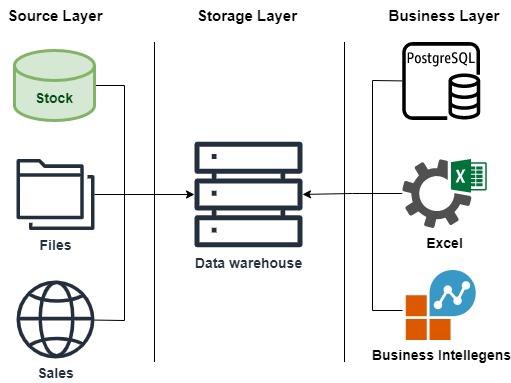 Source Layer
Storage Layer
Business Layer
Stock
PostgreSQL
Files
Data warehouse
X
Excel
Sales
Business Intellegens